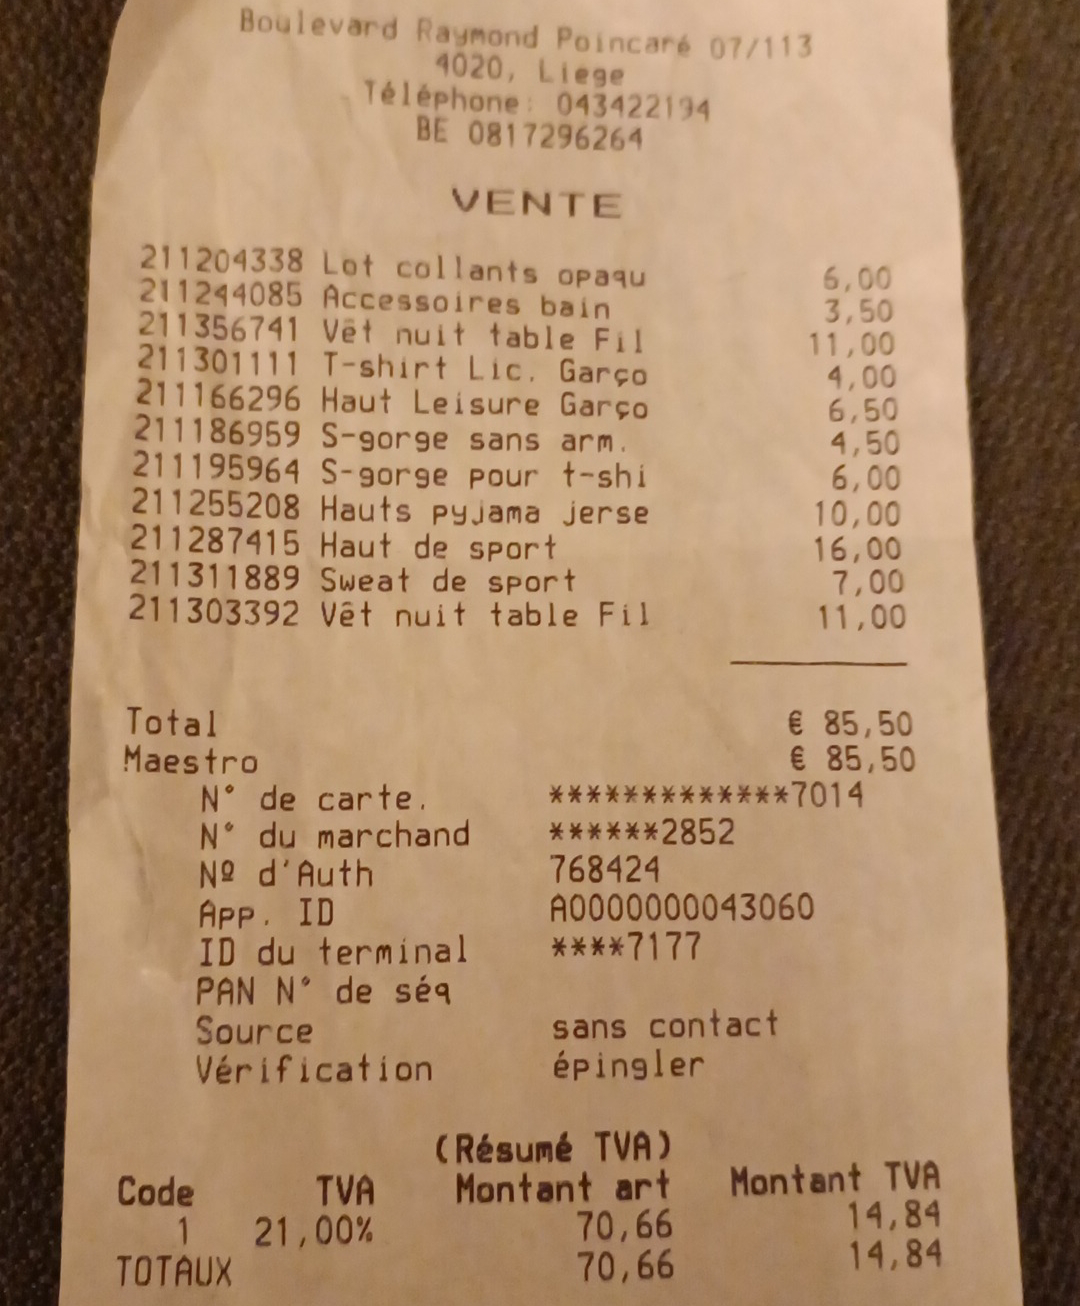 Boulevard Raymond Poincaré 07/113
4020, Liege
Téléphone: 043422194
BE 0817296264
VENTE
211204338 Lot collants opaqu 6,00
211244085 Accessoires bain 3,50
211356741 Vêt nuit table Fil 11,00
211301111 T-shirt Lic. Garço 4,00
211166296 Haut Leisure Garço 6,50
211186959 S-gorge sans arm. 4,50
211195964 S-gorge pour t-shi 6,00
211255208 Hauts pyjama jerse 10,00
211287415 Haut de sport 16,00
211311889 Sweat de sport 7,00
211303392 Vêt nuit table Fil 11,00
Total € 85,50
Maestro € 85,50
N° de carte. *************7014
N° du marchand ******2852
Nº d'Auth 768424
App. ID A0000000043060
ID du terminal ****7177
PAN N° de séq
Source sans contact
Vérification épingler
(Résumé TVA)
Code TVA Montant art Montant TVA
1 21,00% 70,66 14,84
TOTAUX 70,66 14,84